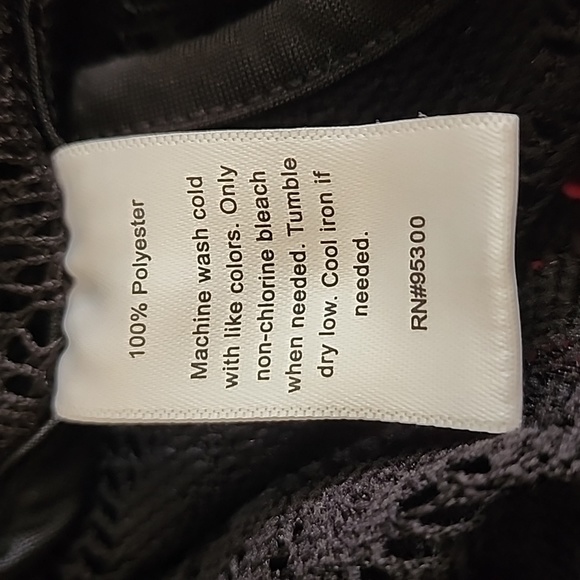 100% Polyester
Machine wash cold
with like colors. Only
non-chlorine bleach
when needed. Tumble
dry low. Cool iron if
needed.
RN#95300